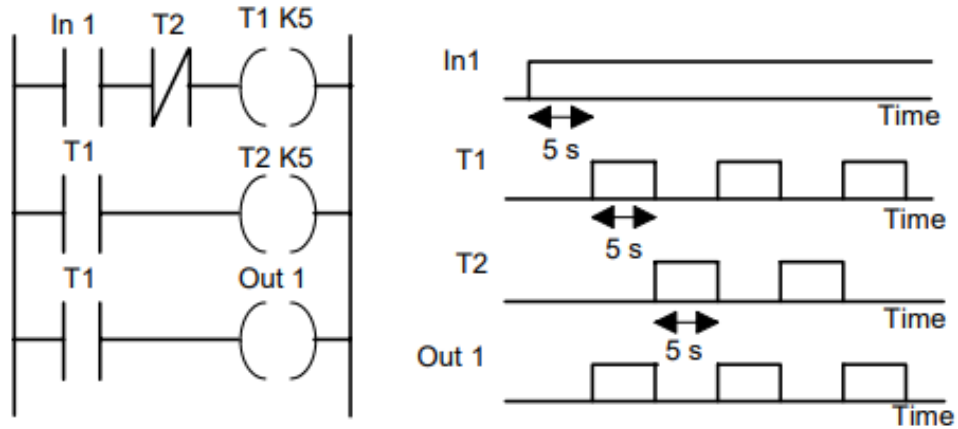 In 1 T2 T1 K5
T1 T2 K5
T1 Out 1
In1
Time
5 s
T1
Time
5 s
T2
Time
5 s
Out 1
Time